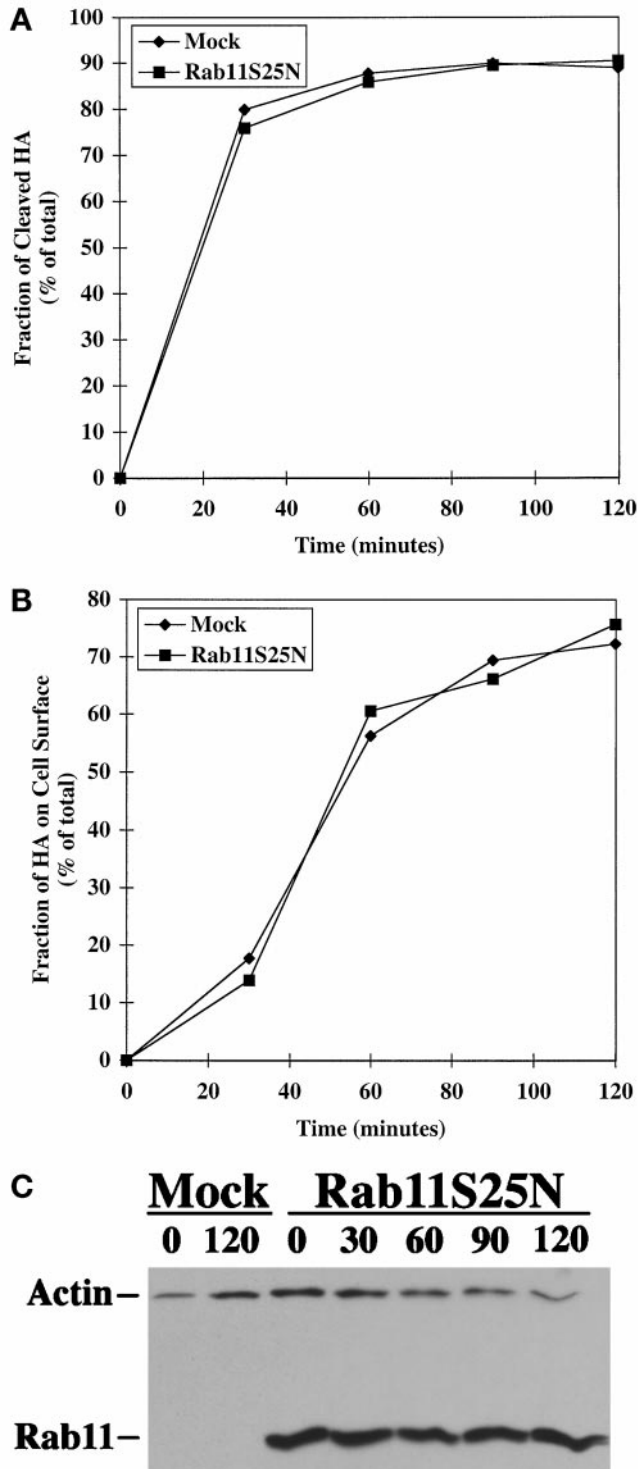 A
Mock
Rab11S25N
100
90
80
70
60
50
40
30
20
10
0
Fraction of Cleaved HA
(% of total)
0 20 40 60 80 100 120
Time (minutes)
B
Mock
Rab11S25N
80
70
60
50
40
30
20
10
0
Fraction of HA on Cell Surface
(% of total)
0 20 40 60 80 100 120
Time (minutes)
C
Mock Rab11S25N
0 120 0 30 60 90 120
Actin
Rab11